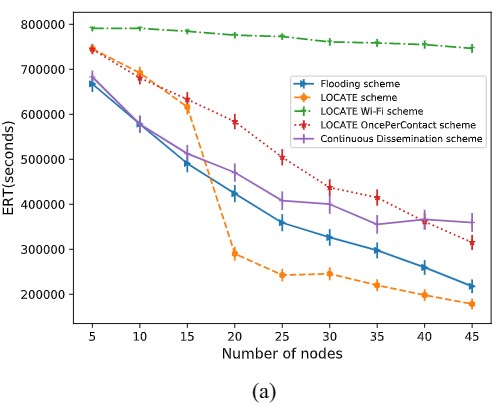 800000
700000
600000
500000
400000
300000
200000
ERT(seconds)
Flooding scheme
LOCATE scheme
LOCATE Wi-Fi scheme
LOCATE OncePerContact scheme
Continuous Dissemination scheme
5 10 15 20 25 30 35 40 45
Number of nodes
(a)